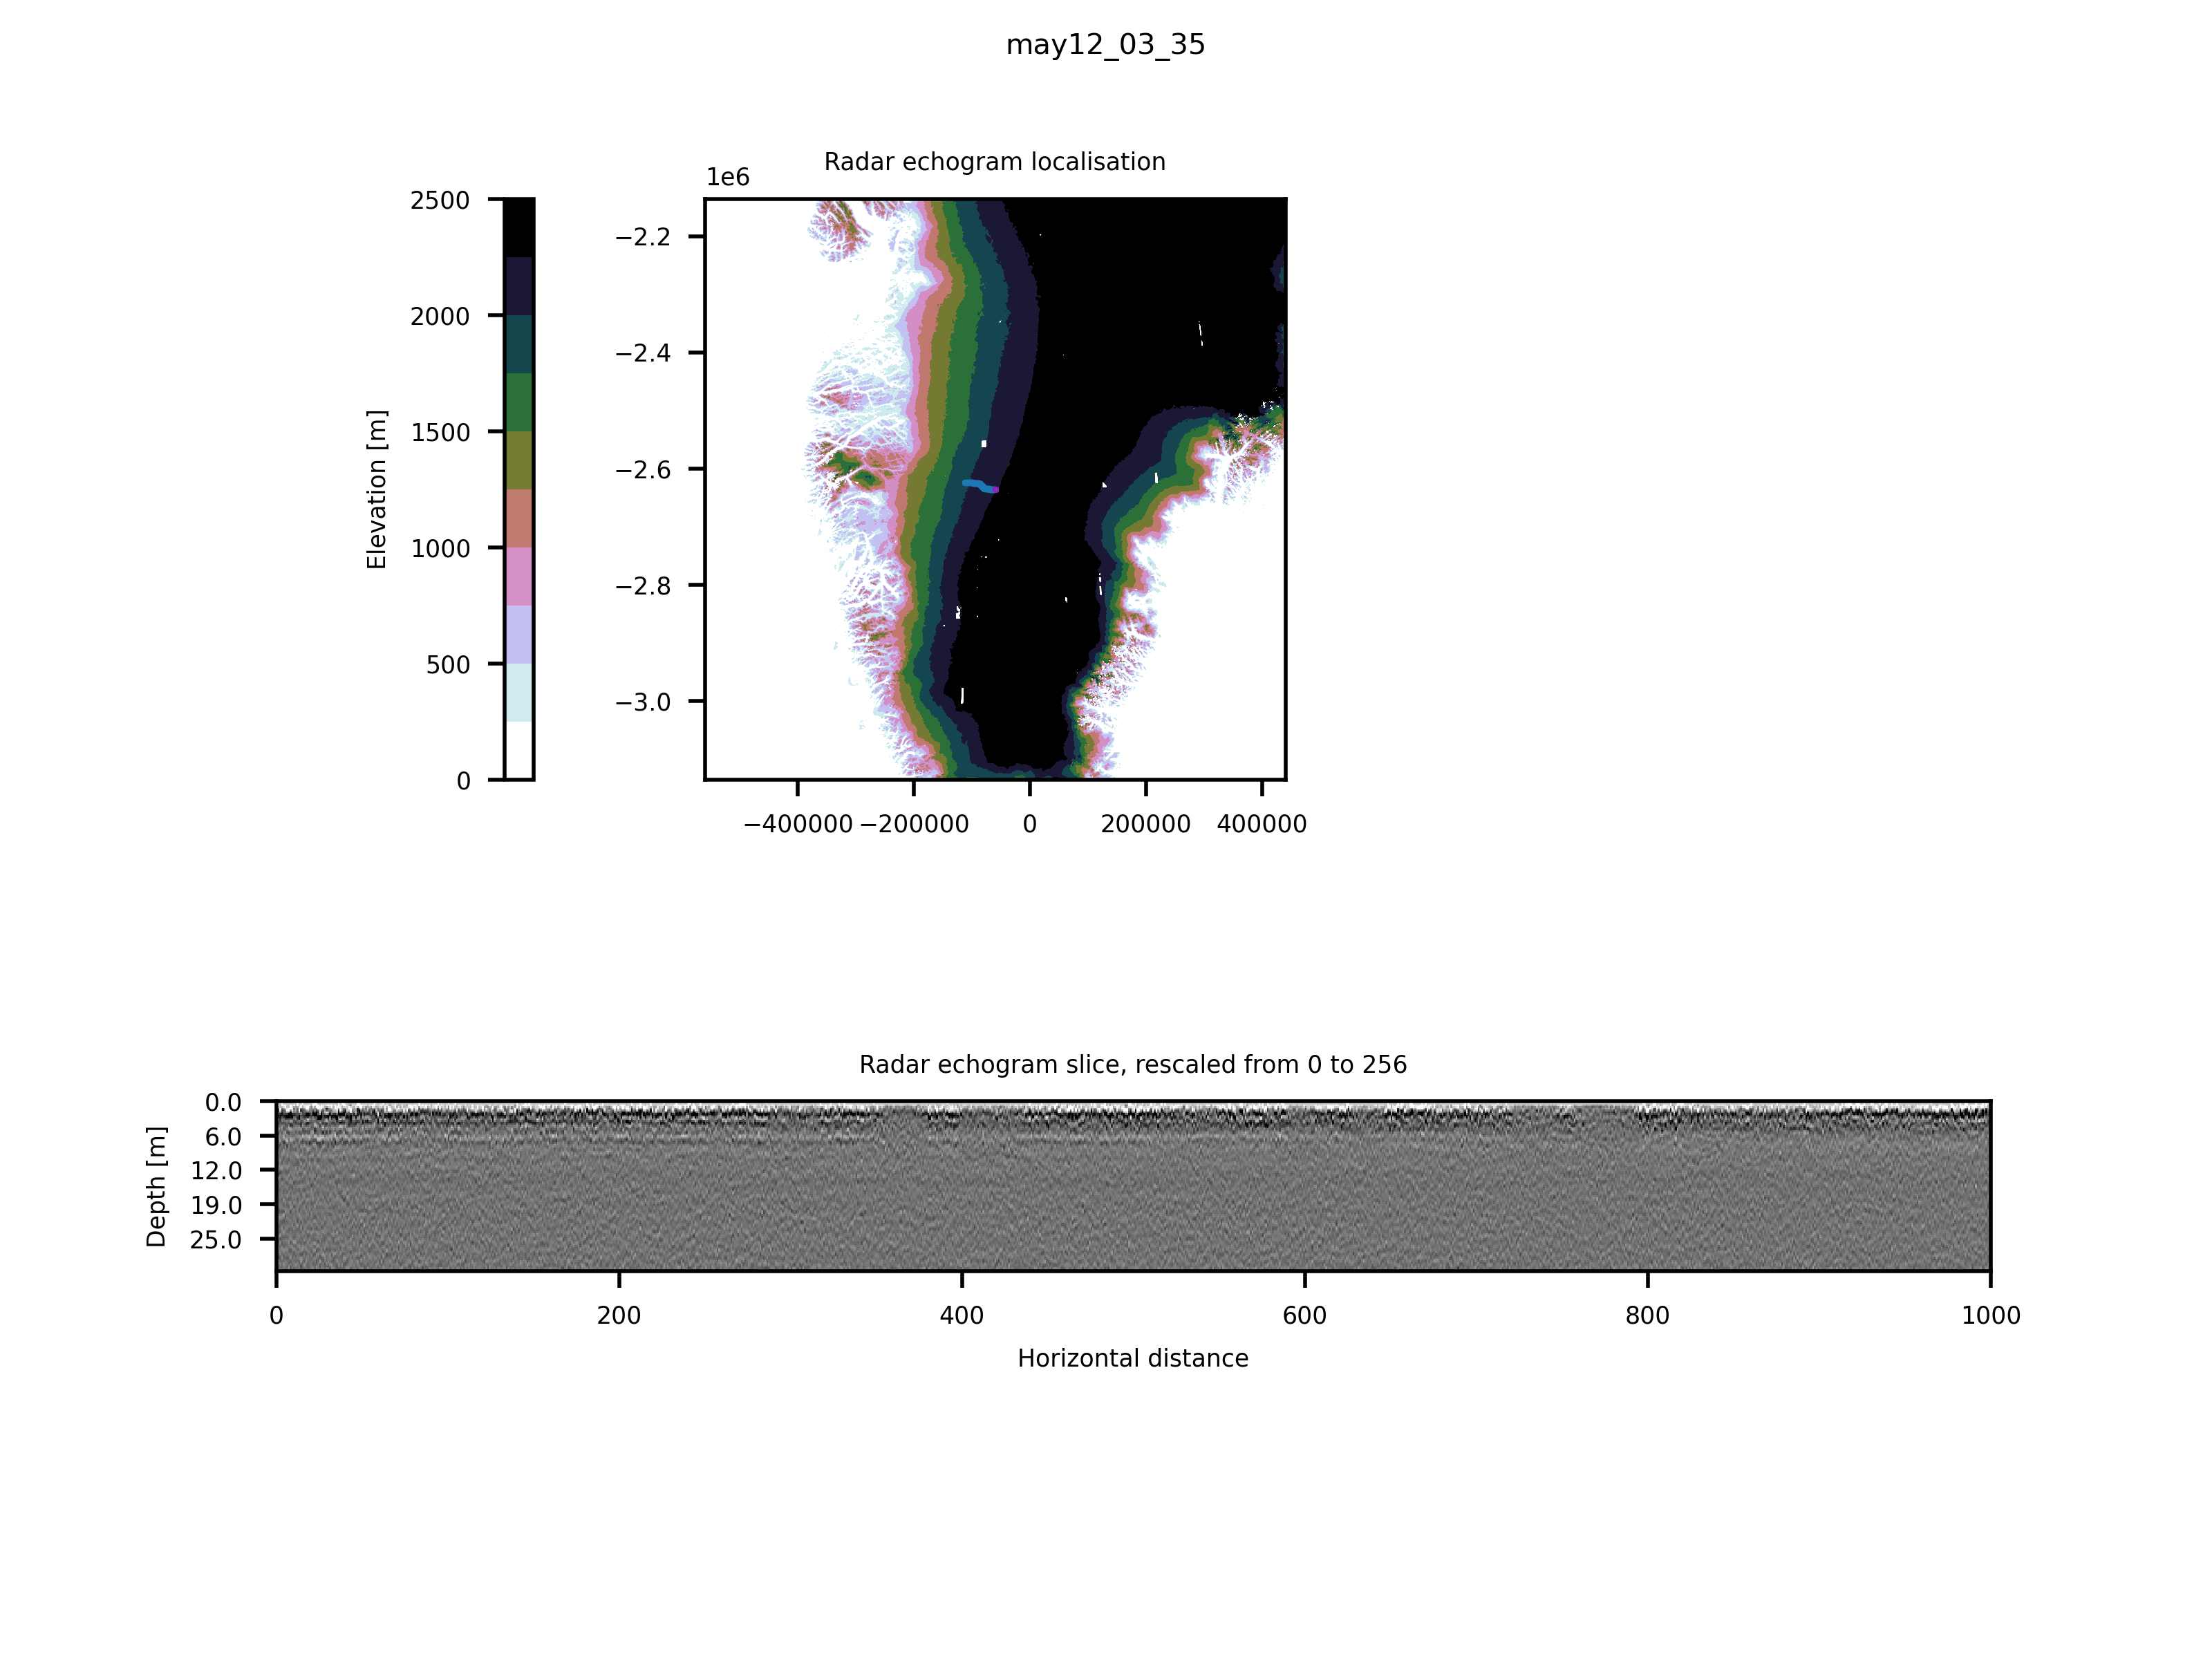 may12_03_35
Radar echogram localisation
1e6
2500
2000
1500
1000
500
0
Elevation [m]
−2.2
−2.4
−2.6
−2.8
−3.0
−400000 −200000 0 200000 400000
Radar echogram slice, rescaled from 0 to 256
0.0
6.0
12.0
19.0
25.0
Depth [m]
0 200 400 600 800 1000
Horizontal distance